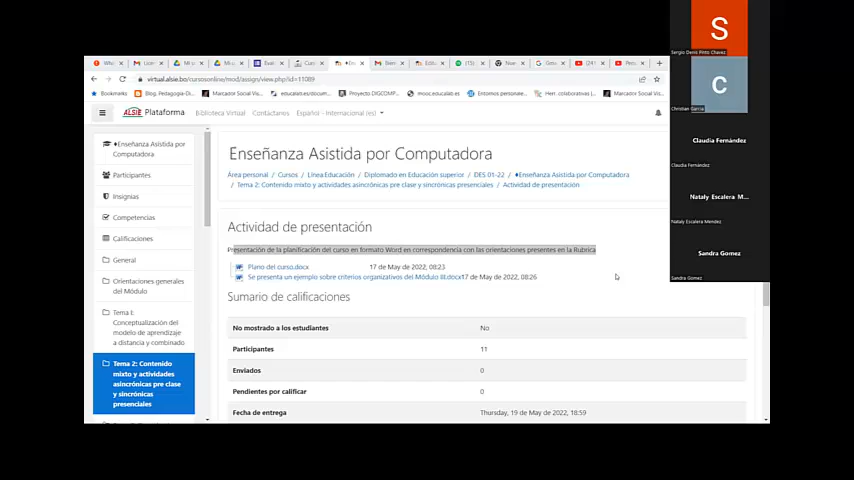 S
Sergio Denis Pinto Chavez
C
Christian Garcia
Claudia Fernández
Claudia Fernández
Nataly Escalera M...
Nataly Escalera Mendez
Sandra Gomez
Sandra Gomez
virtual.alsie.bo/cursosonline/mod/assign/view.php?id=11089
Bookmarks
Blog. Pedagogia-Di...
Marcador Social Vis...
educalab.es/docum...
Proyecto DIGCOMP...
mooc.educalab.es
Entornos personale...
Herr. colaborativas j...
Marcador Social Vi...
ALSIE Plataforma
Biblioteca Virtual
Contactanos
Español - Internacional (es)
♦Enseñanza Asistida por Computadora
Participantes
Insignias
Competencias
Calificaciones
General
Orientaciones generales del Módulo
Tema I: Conceptualización del modelo de aprendizaje a distancia y combinado
Tema 2: Contenido mixto y actividades asincrónicas pre clase y sincrónicas presenciales
Enseñanza Asistida por Computadora
Área personal / Cursos / Línea Educación / Diplomado en Educación superior / DES 01-22 / ♦Enseñanza Asistida por Computadora
/ Tema 2: Contenido mixto y actividades asincrónicas pre clase y sincrónicas presenciales / Actividad de presentación
Actividad de presentación
Presentación de la planificación del curso en formato Word en correspondencia con las orientaciones presentes en la Rubrica
Plano del curso.docx 17 de May de 2022, 08:23
Se presenta un ejemplo sobre criterios organizativos del Módulo III.docx 17 de May de 2022, 08:26
Sumario de calificaciones
No mostrado a los estudiantes No
Participantes 11
Enviados 0
Pendientes por calificar 0
Fecha de entrega Thursday, 19 de May de 2022, 18:59